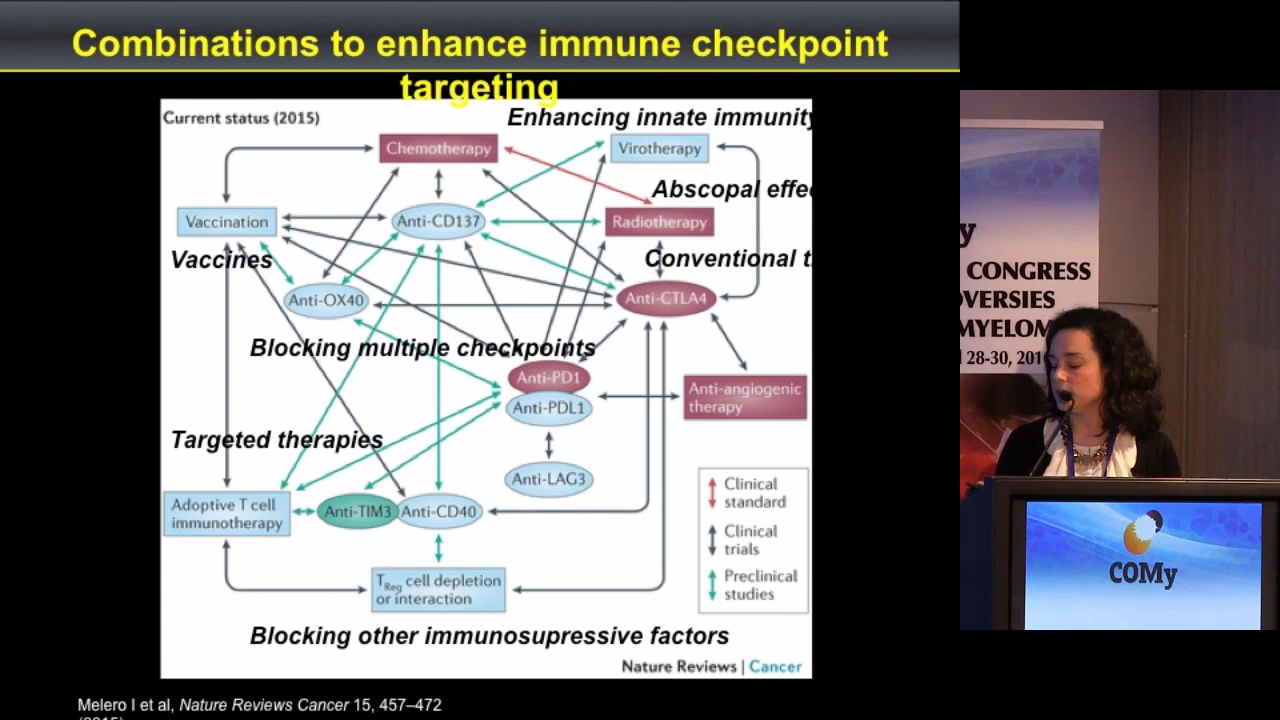 Combinations to enhance immune checkpoint
targeting
Current status (2015)
Enhancing innate immunity
Chemotherapy
Virotherapy
Abscopal effe
Vaccination
Anti-CD137
Radiotherapy
Vaccines
Conventional t
Anti-OX40
Anti-CTLA4
Blocking multiple checkpoints
Anti-PD1
Anti-PDL1
Anti-angiogenic
therapy
Targeted therapies
Anti-LAG3
Adoptive T cell
immunotherapy
Anti-TIM3
Anti-CD40
TReg cell depletion
or interaction
Clinical
standard
Clinical
trials
Preclinical
studies
Blocking other immunosupressive factors
Nature Reviews | Cancer
Melero I et al, Nature Reviews Cancer 15, 457–472
(2015)
y
CONGRESS
OVERSIES
MYELOM
28-30, 201
COMy